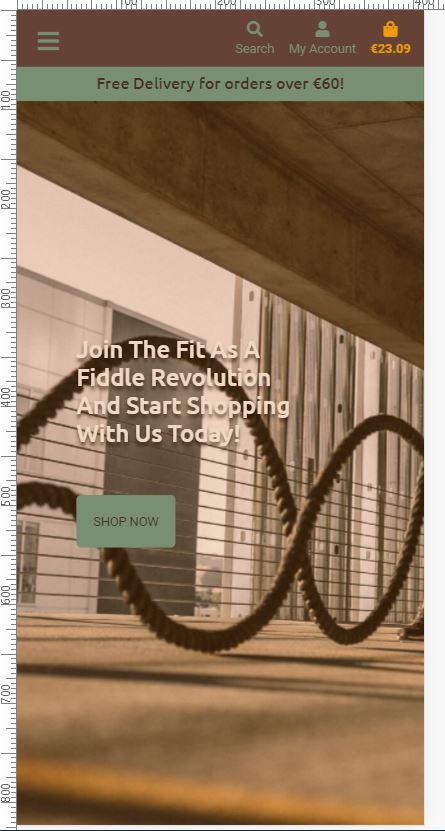 100 200 300 400
Search My Account €23.09
Free Delivery for orders over €60!
100
200
300
Join The Fit As A
Fiddle Revolution
And Start Shopping
With Us Today!
400
500
SHOP NOW
600
700
800